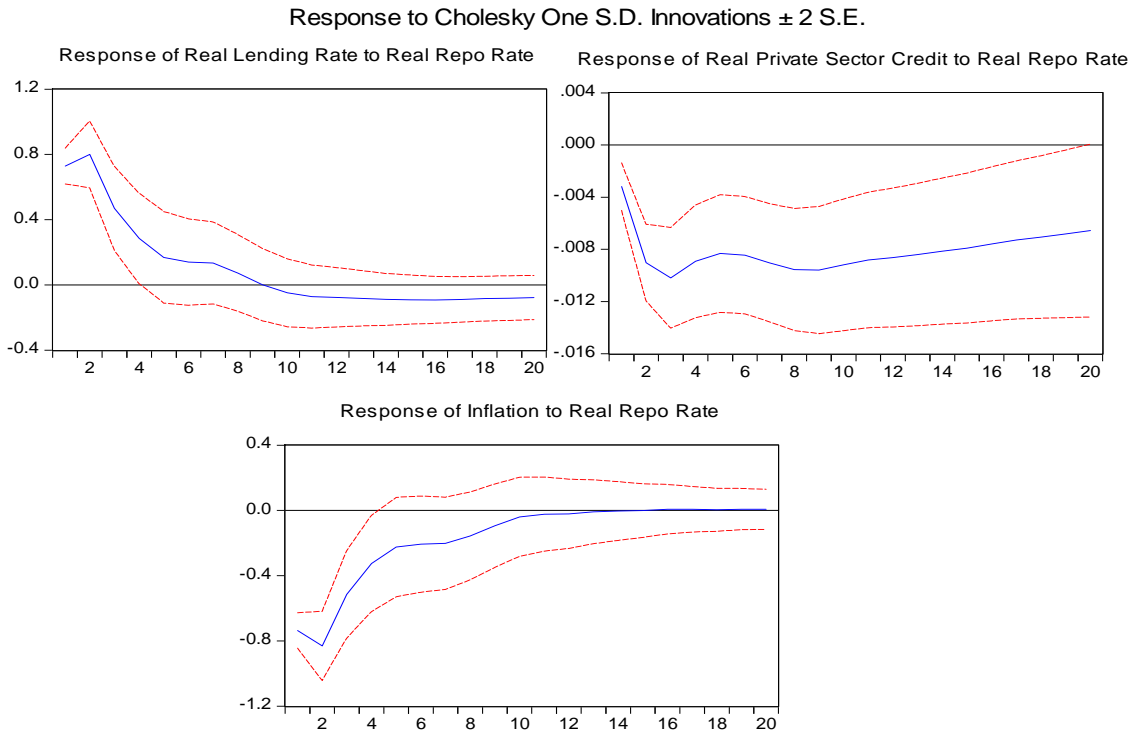 Response to Cholesky One S.D. Innovations ± 2 S.E.
Response of Real Lending Rate to Real Repo Rate
1.2
0.8
0.4
0.0
-0.4
2 4 6 8 10 12 14 16 18 20
Response of Real Private Sector Credit to Real Repo Rate
.004
.000
-.004
-.008
-.012
-.016
2 4 6 8 10 12 14 16 18 20
Response of Inflation to Real Repo Rate
0.4
0.0
-0.4
-0.8
-1.2
2 4 6 8 10 12 14 16 18 20